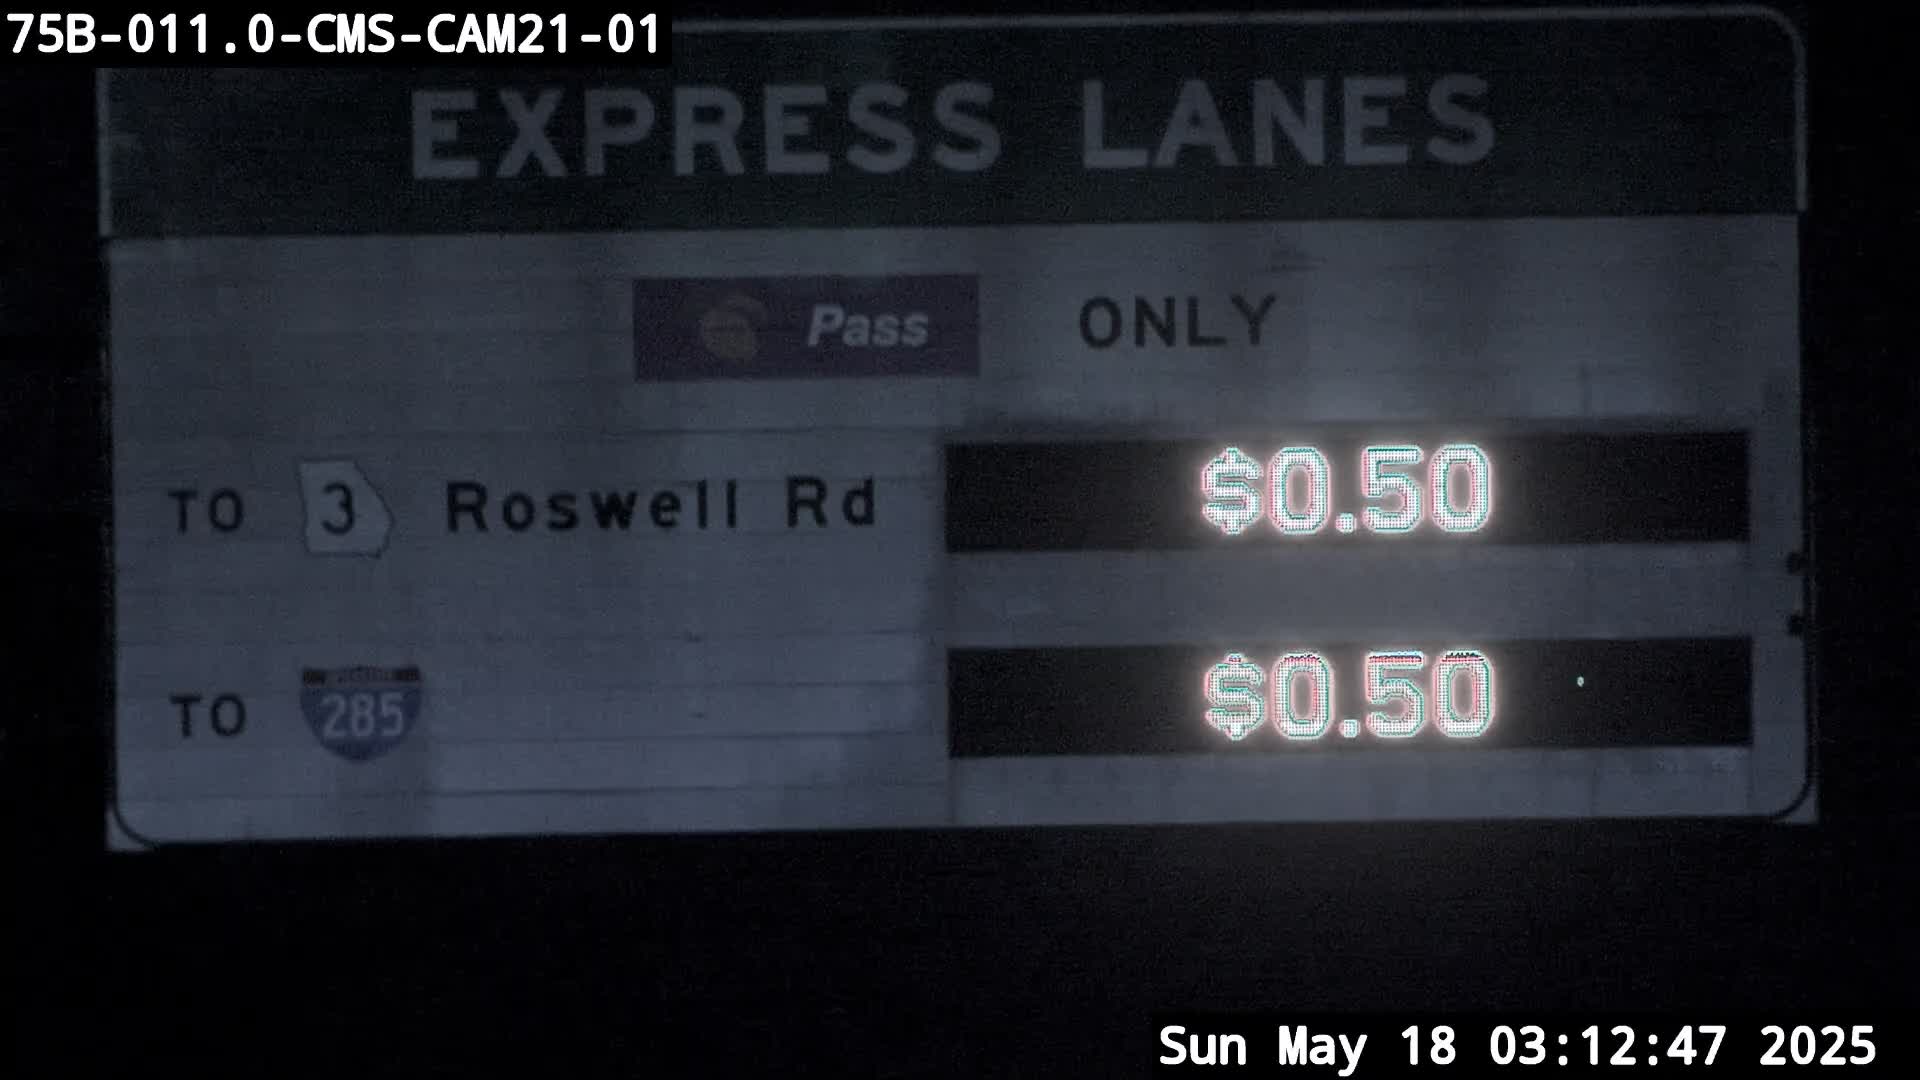 75B-011.0-CMS-CAM21-01
EXPRESS LANES
Pass ONLY
TO 3 Roswell Rd $0.50
TO 285 $0.50
Sun May 18 03:12:47 2025